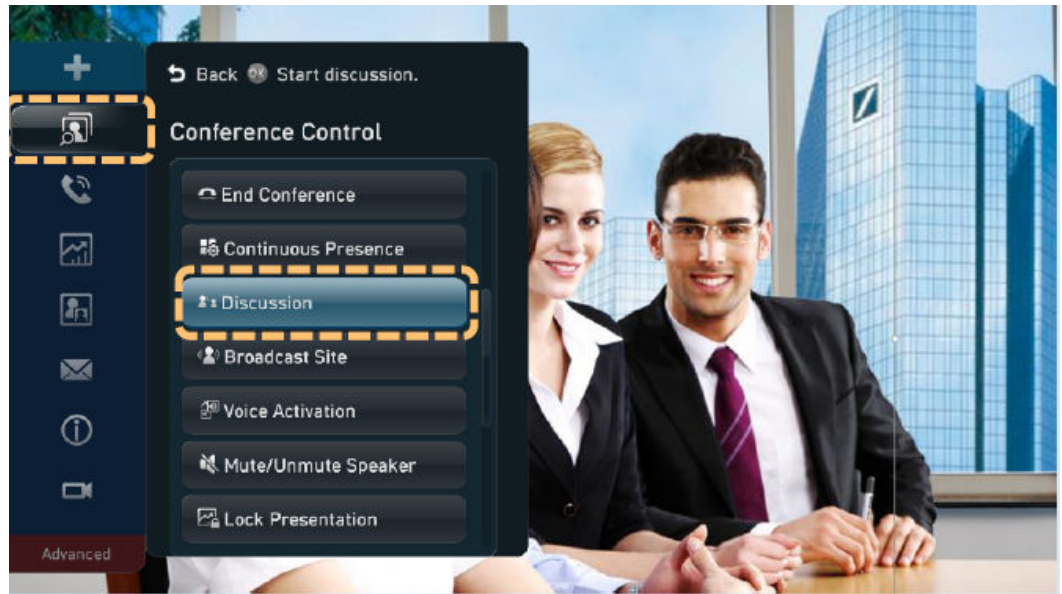 Back OK Start discussion.
Conference Control
End Conference
Continuous Presence
Discussion
Broadcast Site
Voice Activation
Mute/Unmute Speaker
Lock Presentation
Advanced